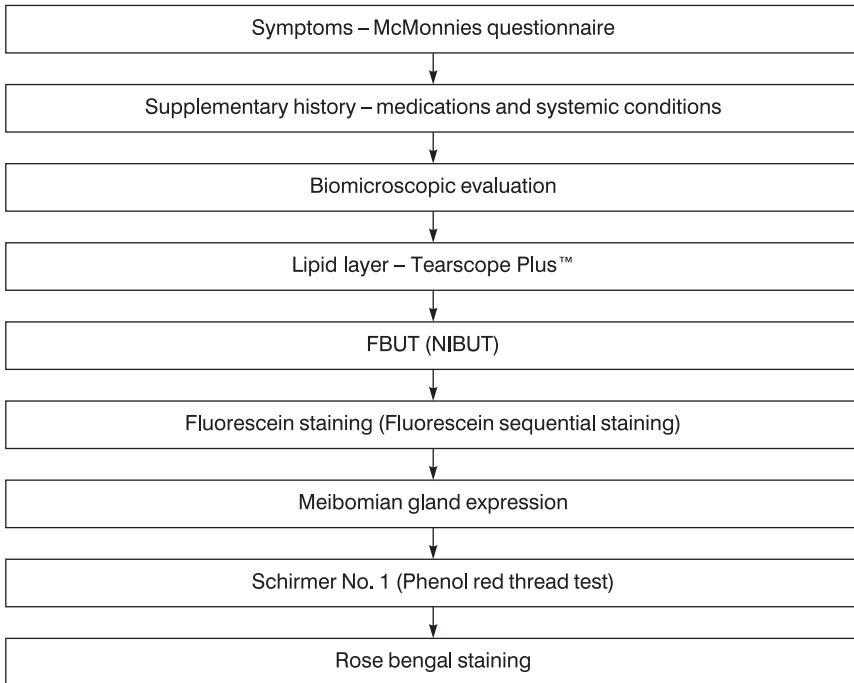 Symptoms – McMonnies questionnaire
Supplementary history – medications and systemic conditions
Biomicroscopic evaluation
Lipid layer – Tearscope Plus™
FBUT (NIBUT)
Fluorescein staining (Fluorescein sequential staining)
Meibomian gland expression
Schirmer No. 1 (Phenol red thread test)
Rose bengal staining